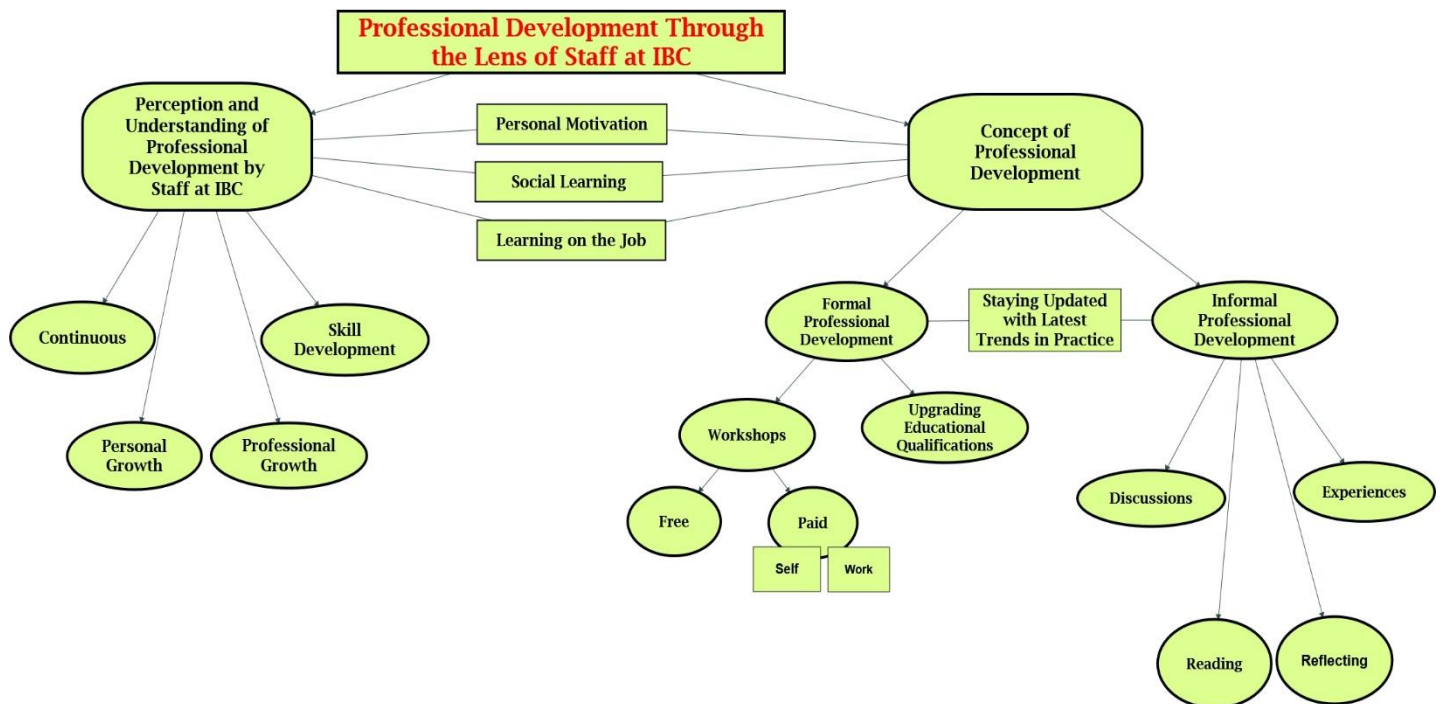 Professional Development Through
the Lens of Staff at IBC
Perception and
Understanding of
Professional
Development by
Staff at IBC
Personal Motivation
Social Learning
Learning on the Job
Concept of
Professional
Development
Continuous
Skill
Development
Personal
Growth
Professional
Growth
Formal
Professional
Development
Staying Updated
with Latest
Trends in Practice
Informal
Professional
Development
Workshops
Upgrading
Educational
Qualifications
Free
Paid
Self
Work
Discussions
Experiences
Reading
Reflecting